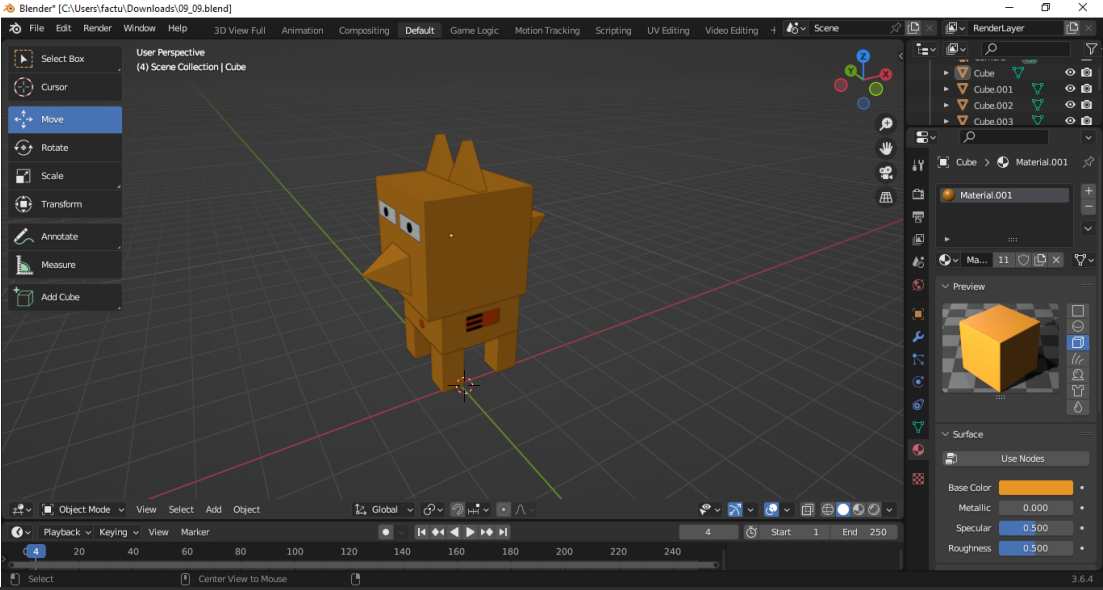 Blender* [C:\Users\factu\Downloads\09_09.blend]
File Edit Render Window Help 3D View Full Animation Compositing Default Game Logic Motion Tracking Scripting UV Editing Video Editing + Scene RenderLayer
Select Box
Cursor
Move
Rotate
Scale
Transform
Annotate
Measure
Add Cube
User Perspective
(4) Scene Collection | Cube
Z
Y
X
Cube
Cube.001
Cube.002
Cube.003
Cube > Material.001
Material.001
Ma... 11
Preview
Surface
Use Nodes
Base Color
Metallic 0.000
Specular 0.500
Roughness 0.500
Object Mode View Select Add Object Global
Playback Keying View Marker 4 Start 1 End 250
0 4 20 40 60 80 100 120 140 160 180 200 220 240
Select Center View to Mouse 3.6.4